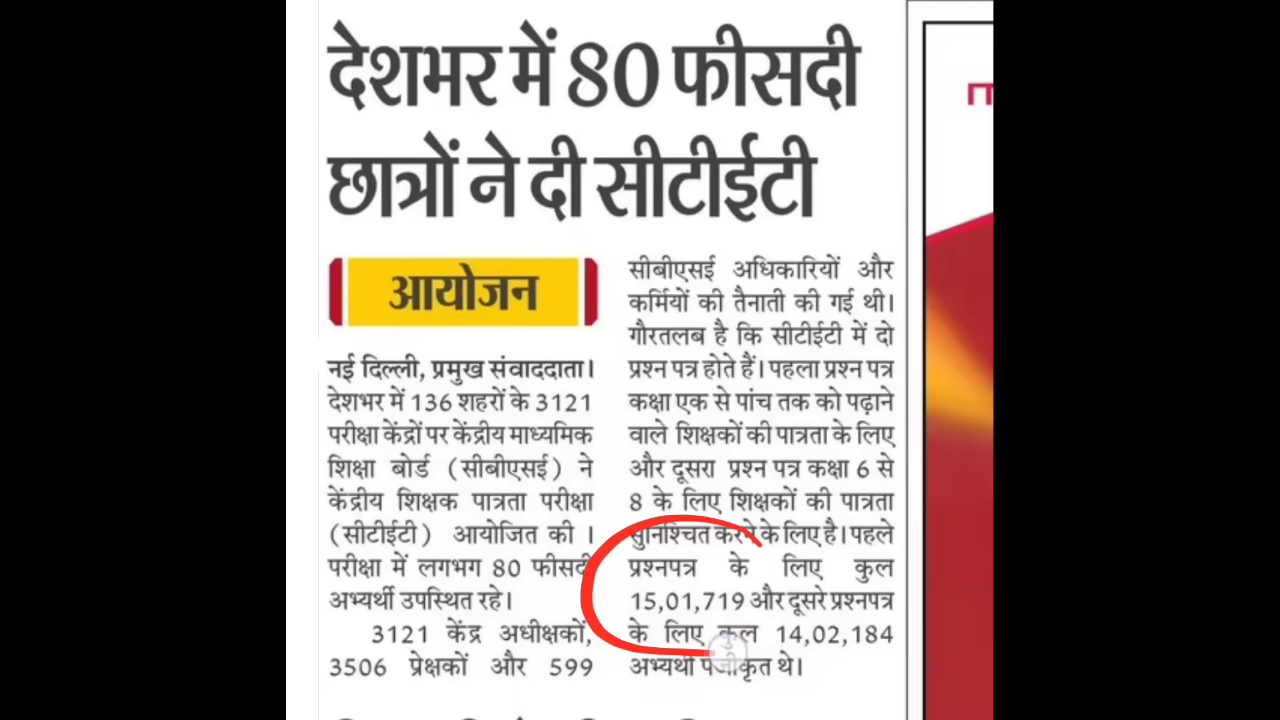 देशभर में 80 फीसदी
छात्रों ने दी सीटीईटी
आयोजन
नई दिल्ली, प्रमुख संवाददाता।
देशभर में 136 शहरों के 3121
परीक्षा केंद्रों पर केंद्रीय माध्यमिक
शिक्षा बोर्ड (सीबीएसई) ने
केंद्रीय शिक्षक पात्रता परीक्षा
(सीटीईटी) आयोजित की ।
परीक्षा में लगभग 80 फीसदी
अभ्यर्थी उपस्थित रहे।
3121 केंद्र अधीक्षकों,
3506 प्रेक्षकों और 599
सीबीएसई अधिकारियों और
कर्मियों की तैनाती की गई थी।
गौरतलब है कि सीटीईटी में दो
प्रश्न पत्र होते हैं। पहला प्रश्न पत्र
कक्षा एक से पांच तक को पढ़ाने
वाले शिक्षकों की पात्रता के लिए
और दूसरा प्रश्न पत्र कक्षा 6 से
8 के लिए शिक्षकों की पात्रता
सुनिश्चित करने के लिए है। पहले
प्रश्नपत्र के लिए कुल
15,01,719 और दूसरे प्रश्नपत्र
के लिए कुल 14,02,184
अभ्यर्थी पंजीकृत थे।